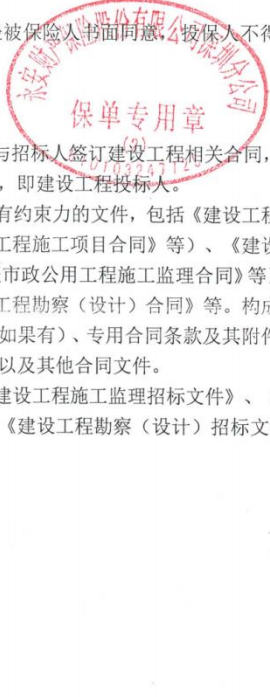 经被保险人书面同意，投保人不得
永安财产保险股份有限公司深圳分公司
保单专用章
(2)
与招标人签订建设工程相关合同，
，即建设工程投标人。
有约束力的文件，包括《建设工程
工程施工项目合同》等）、《建设
市政公用工程施工监理合同》等
工程勘察（设计）合同》等。构成
如果有）、专用合同条款及其附件
以及其他合同文件。
建设工程施工监理招标文件》、
《建设工程勘察（设计）招标文